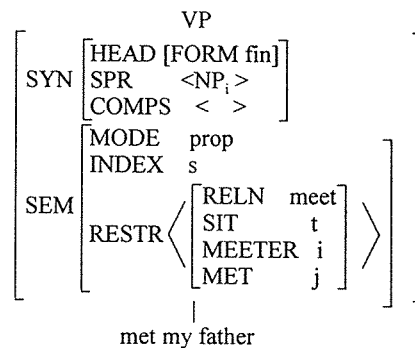 VP
HEAD [FORM fin]
SYN SPR <NPi>
COMPS < >
MODE prop
INDEX s
SEM
RELN meet
SIT t
RESTR
MEETER i
MET j
met my father